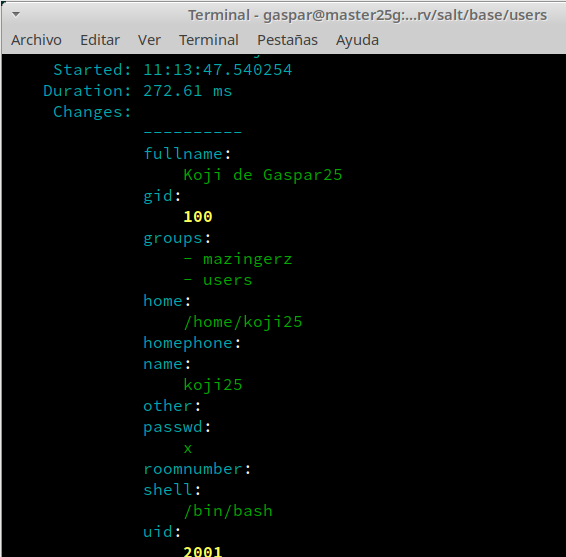 Terminal - gaspar@master25g:...rv/salt/base/users
Archivo Editar Ver Terminal Pestañas Ayuda
Started: 11:13:47.540254
Duration: 272.61 ms
Changes:
----------
fullname:
Koji de Gaspar25
gid:
100
groups:
- mazingerz
- users
home:
/home/koji25
homephone:
name:
koji25
other:
passwd:
x
roomnumber:
shell:
/bin/bash
uid:
2001